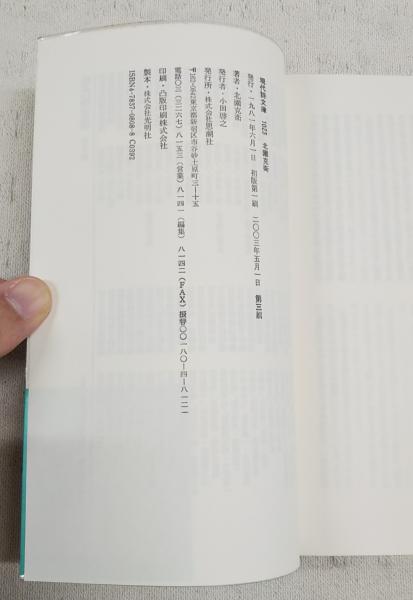 現代詩文庫 1023 北園克衛
発行・一九八一年六月一日 初版第一刷 二〇〇三年五月一日 第三刷
著者・北園克衛
発行者・小田啓之
発行所・株式会社思潮社
〒162-0842東京都新宿区市谷砂土原町三―十五
電話〇三(三二六七)八一五三(営業)八一四一(編集) 八一四二(FAX)振替〇〇一八〇―四―八一二一
印刷・凸版印刷株式会社
製本・株式会社光明社
ISBN4-7837-0808-8 C0392